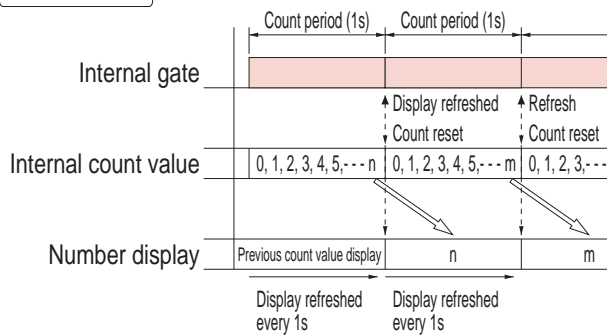 Count period (1s) Count period (1s)
Internal gate
Display refreshed Refresh
Count reset Count reset
Internal count value 0, 1, 2, 3, 4, 5,---n 0, 1, 2, 3, 4, 5,---m 0, 1, 2, 3,---
Number display Previous count value display n m
Display refreshed Display refreshed
every 1s every 1s